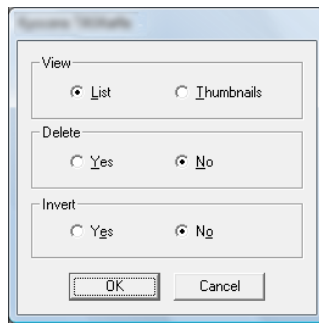 View
List Thumbnails
Delete
Yes No
Invert
Yes No
OK Cancel